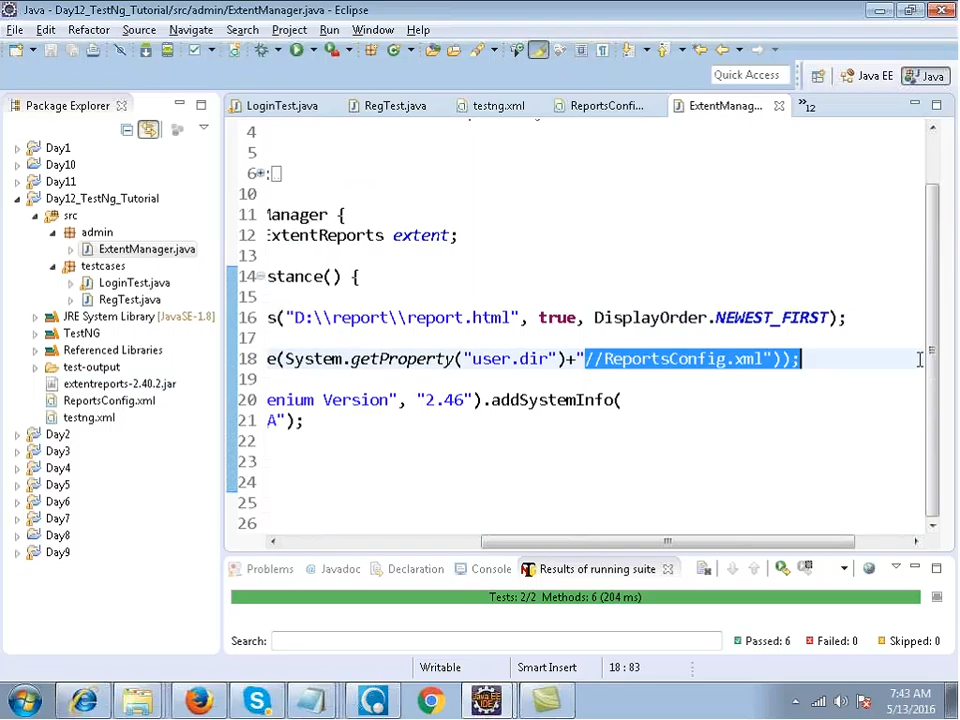 Java - Day12_TestNg_Tutorial/src/admin/ExtentManager.java - Eclipse
File Edit Refactor Source Navigate Search Project Run Window Help
Quick Access
Java EE
Java
Package Explorer
LoginTest.java
RegTest.java
testng.xml
ReportsConfi...
ExtentManag...
»12
Day1
Day10
Day11
Day12_TestNg_Tutorial
src
admin
ExtentManager.java
testcases
LoginTest.java
RegTest.java
JRE System Library [JavaSE-1.8]
TestNG
Referenced Libraries
test-output
extentreports-2.40.2.jar
ReportsConfig.xml
testng.xml
Day2
Day3
Day4
Day5
Day6
Day7
Day8
Day9
4
5
6 :
10
11 Manager {
12 ExtentReports extent;
13
14 stance() {
15
16 s("D:\\report\\report.html", true, DisplayOrder.NEWEST_FIRST);
17
18 e(System.getProperty("user.dir")+"//ReportsConfig.xml"));
19
20 enium Version", "2.46").addSystemInfo(
21 A");
22
23
24
25
26
Problems
Javadoc
Declaration
Console
Results of running suite
Tests: 2/2 Methods: 6 (204 ms)
Search:
Passed: 6
Failed: 0
Skipped: 0
Writable
Smart Insert
18 : 83
7:43 AM
5/13/2016